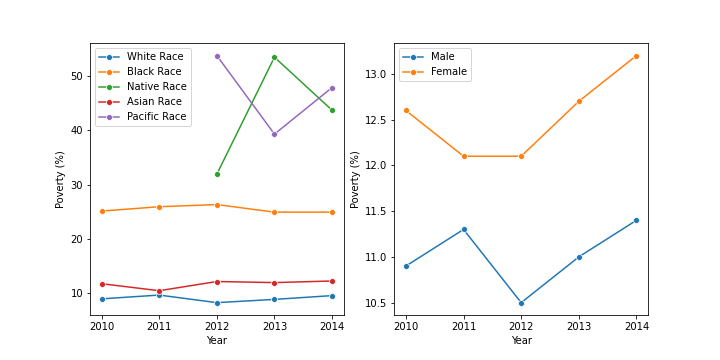 White Race
Black Race
Native Race
Asian Race
Pacific Race
50
40
30
20
10
Poverty (%)
2010 2011 2012 2013 2014
Year
Male
Female
13.0
12.5
12.0
11.5
11.0
10.5
Poverty (%)
2010 2011 2012 2013 2014
Year